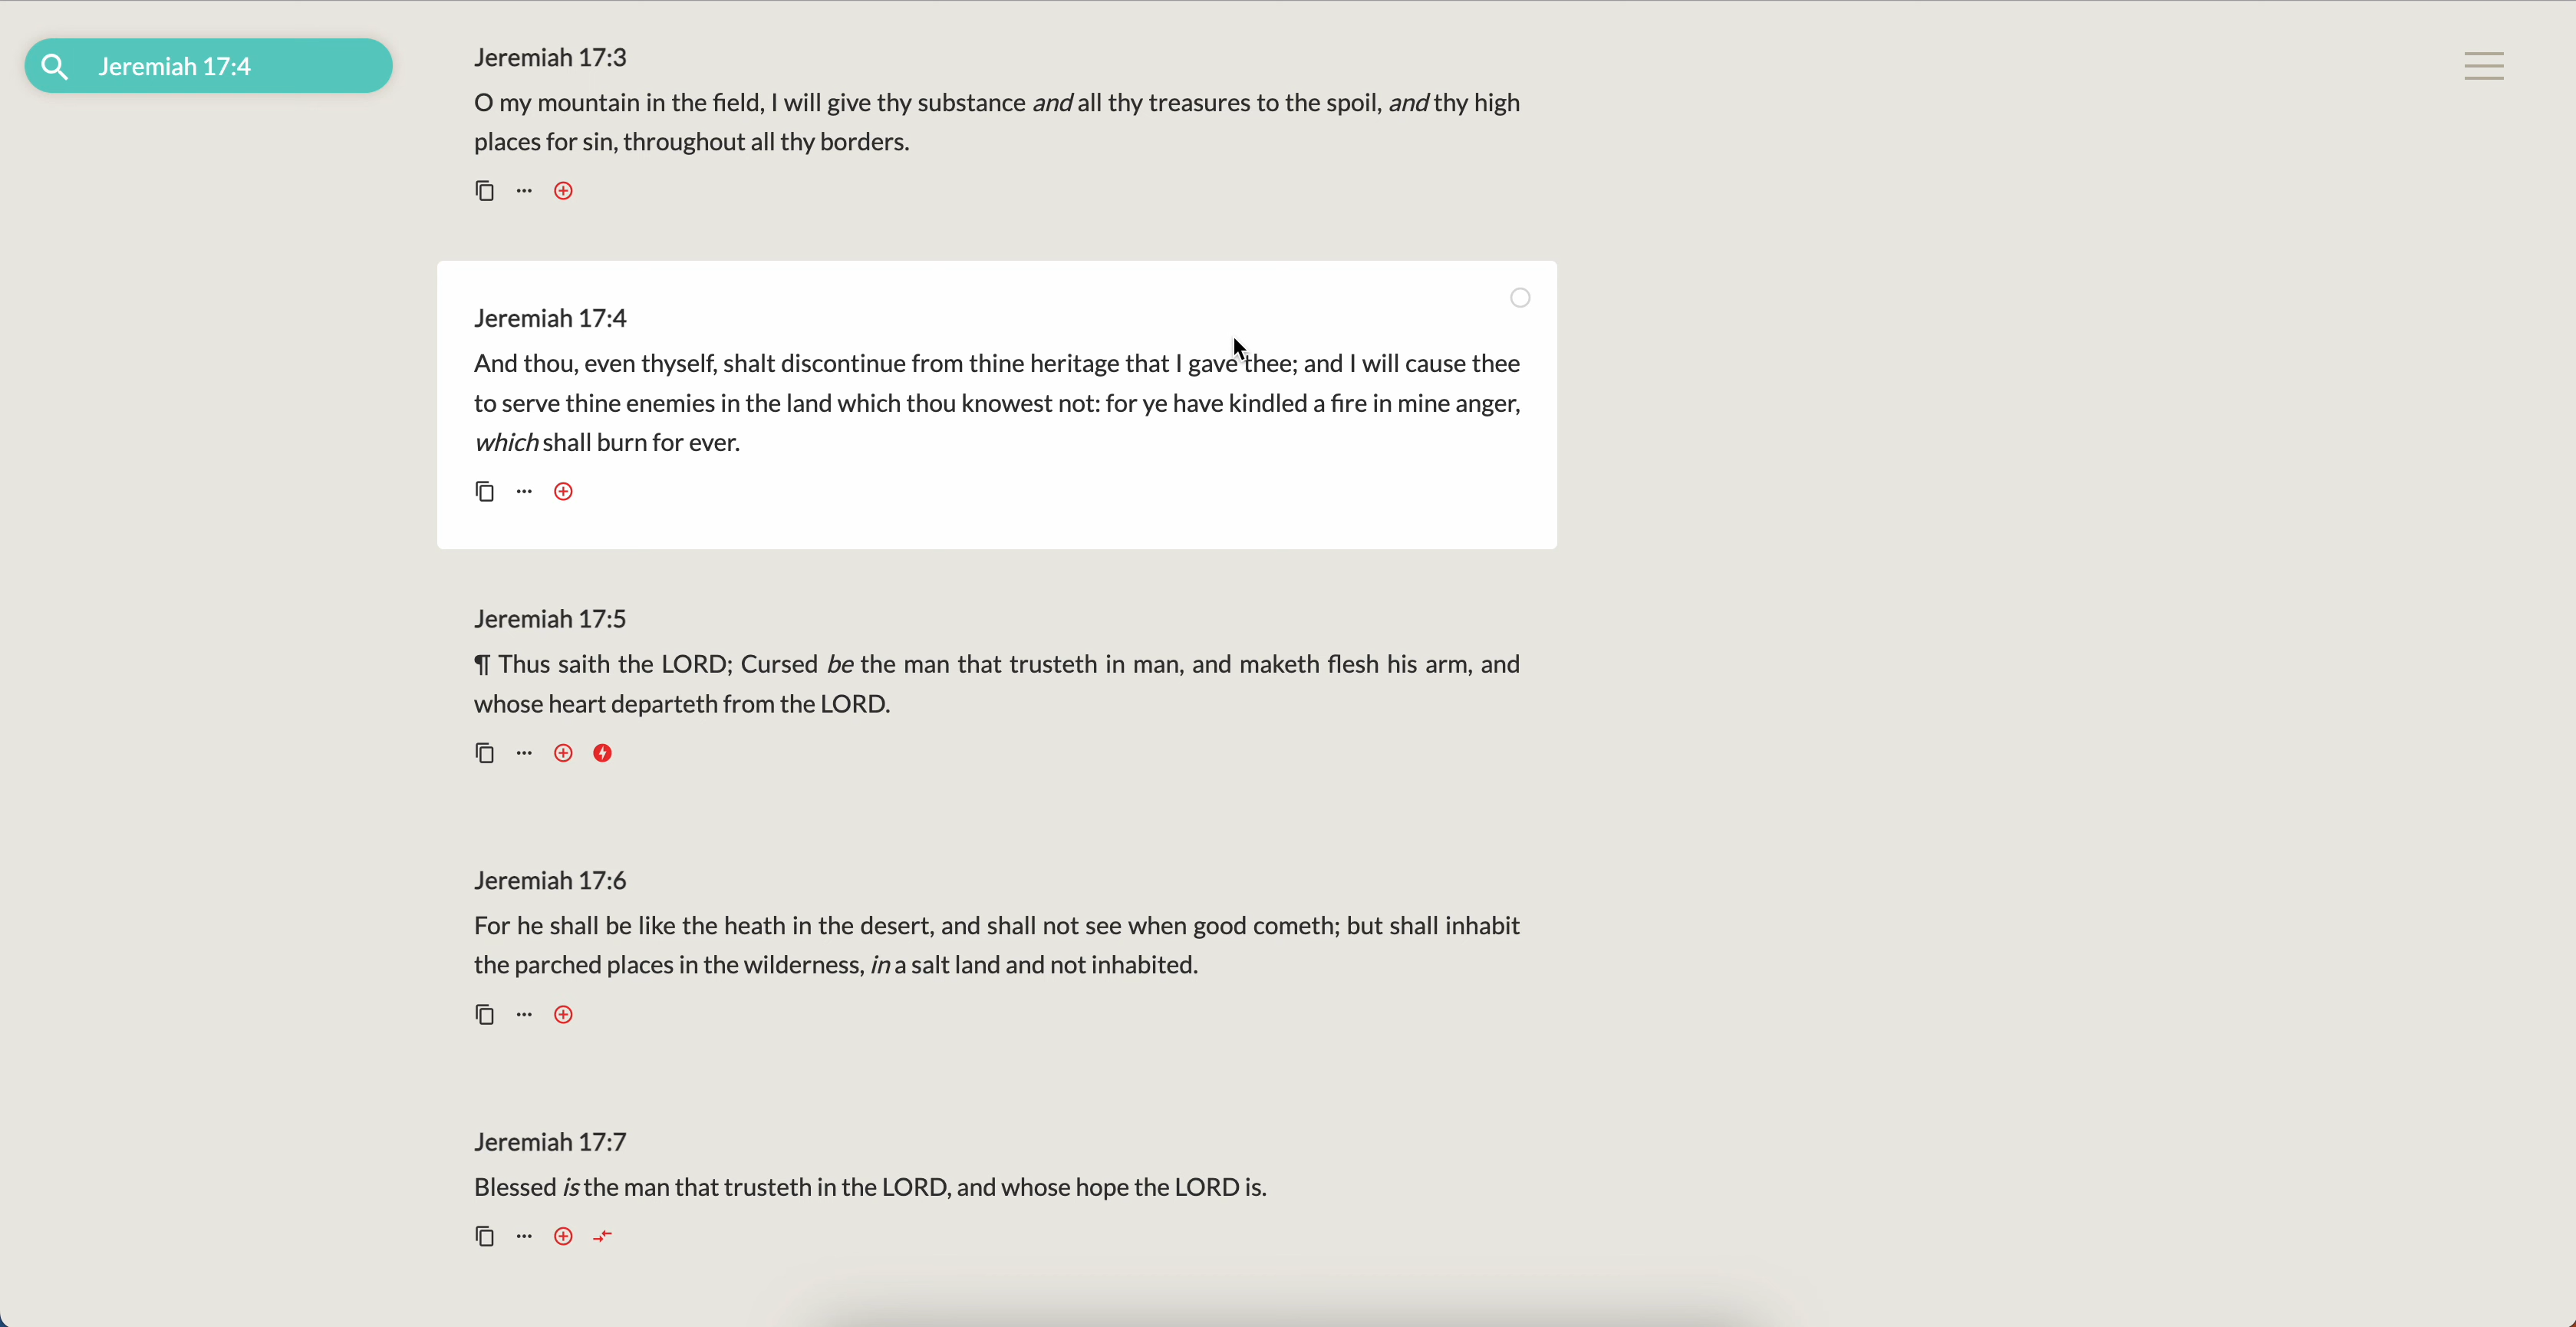 Jeremiah 17:4
Jeremiah 17:3
O my mountain in the field, I will give thy substance and all thy treasures to the spoil, and thy high
places for sin, throughout all thy borders.
Jeremiah 17:4
And thou, even thyself, shalt discontinue from thine heritage that I gave thee; and I will cause thee
to serve thine enemies in the land which thou knowest not: for ye have kindled a fire in mine anger,
which shall burn for ever.
Jeremiah 17:5
¶ Thus saith the LORD; Cursed be the man that trusteth in man, and maketh flesh his arm, and
whose heart departeth from the LORD.
Jeremiah 17:6
For he shall be like the heath in the desert, and shall not see when good cometh; but shall inhabit
the parched places in the wilderness, in a salt land and not inhabited.
Jeremiah 17:7
Blessed is the man that trusteth in the LORD, and whose hope the LORD is.